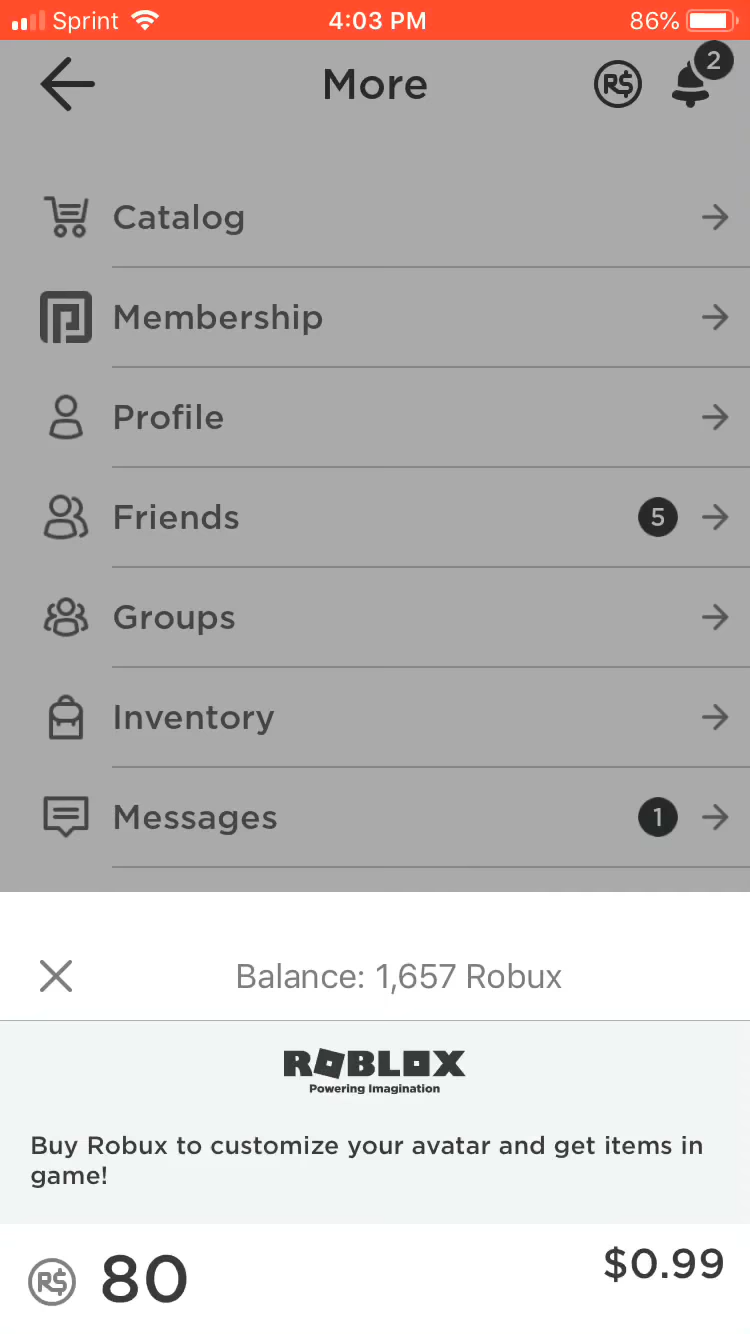 Sprint 4:03 PM 86%
More R$ 2
Catalog
Membership
Profile
Friends 5
Groups
Inventory
Messages 1
Balance: 1,657 Robux
ROBLOX
Powering Imagination
Buy Robux to customize your avatar and get items in
game!
R$ 80 $0.99